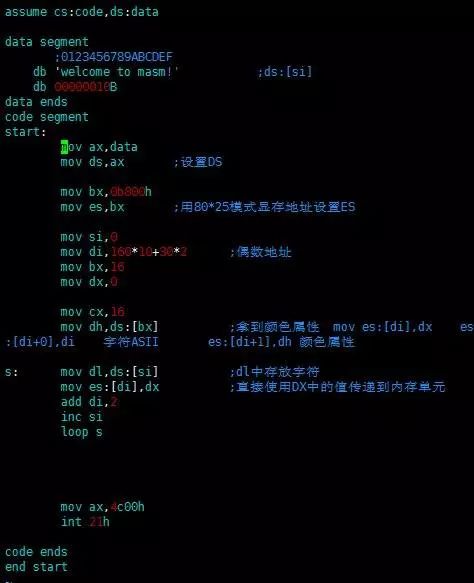 assume cs:code,ds:data
data segment
;0123456789ABCDEF
db 'welcome to masm!' ;ds:[si]
db 00000010B
data ends
code segment
start:
mov ax,data
mov ds,ax ;设置DS
mov bx,0b800h
mov es,bx ;用80*25模式显存地址设置ES
mov si,0
mov di,160*10+30*2 ;偶数地址
mov bx,16
mov dx,0
mov cx,16
mov dh,ds:[bx] ;拿到颜色属性 mov es:[di],dx es
:[di+0],di 字符ASII es:[di+1],dh 颜色属性
s: mov dl,ds:[si] ;dl中存放字符
mov es:[di],dx ;直接使用DX中的值传递到内存单元
add di,2
inc si
loop s
mov ax,4c00h
int 21h
code ends
end start